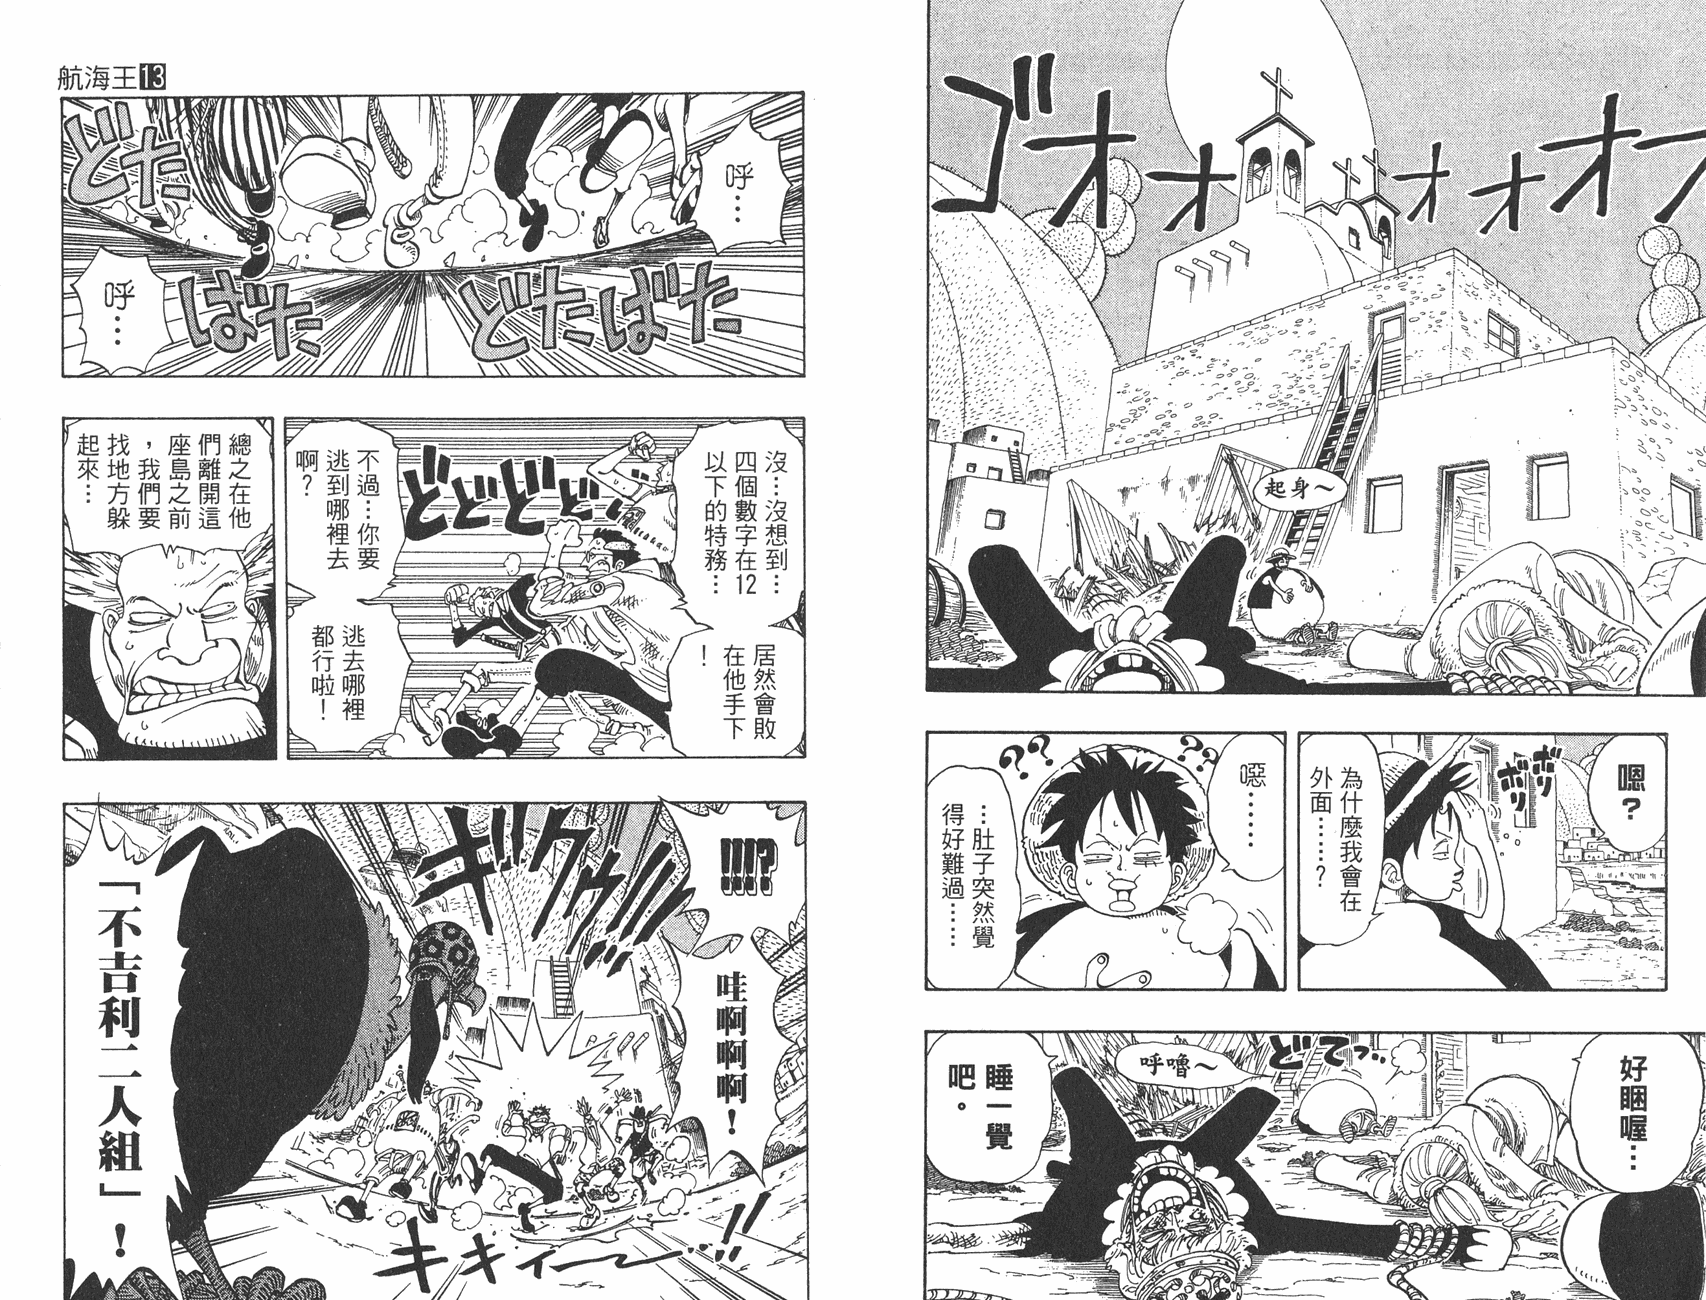 ゴオオオオオオ
起身～
嗯？
ボリボリ
為什麼我會在
外面……？
噁……
??
??
…肚子突然覺
得好難過……
好睏喔…
どてっ…
呼嚕～
睡一覺
吧。
航海王13
呼…
どた
ばた
どたばた
呼…
沒…沒想到…
四個數字在12
以下的特務…
居然會敗
在他手下
！
どどどどど
不過…你要
逃到哪裡去
啊？
逃去哪裡
都行啦！
總之在他
們離開這
座島之前
，我們要
找地方躲
起來…
!!!?
哇啊啊啊！
ギクゥ!!!
キキィーー!!
「不吉利二人組」！